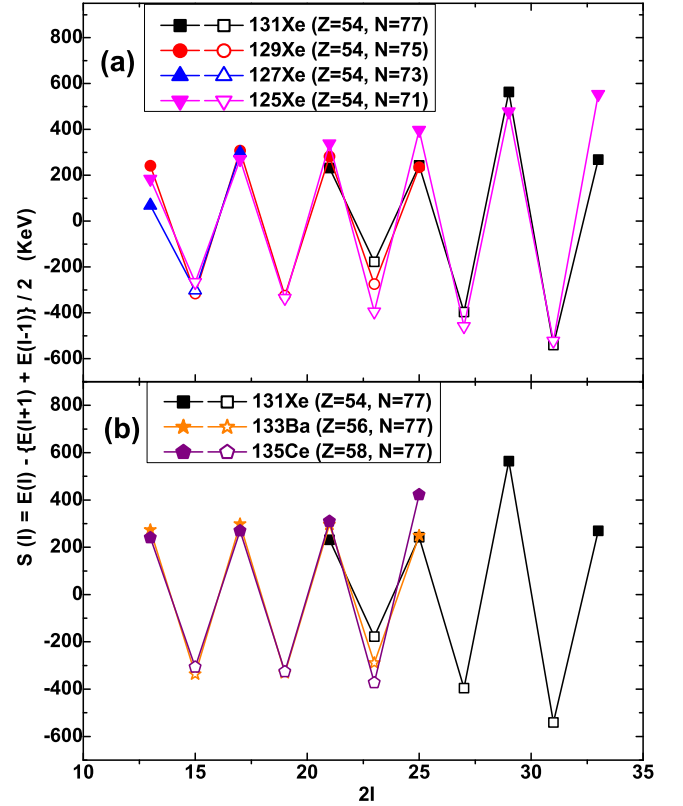 (a)
131Xe (Z=54, N=77)
129Xe (Z=54, N=75)
127Xe (Z=54, N=73)
125Xe (Z=54, N=71)
800
600
400
200
0
-200
-400
-600
(b)
131Xe (Z=54, N=77)
133Ba (Z=56, N=77)
135Ce (Z=58, N=77)
800
600
400
200
0
-200
-400
-600
S (I) = E(I) - {E(I+1) + E(I-1)} / 2 (KeV)
10 15 20 25 30 35
2I